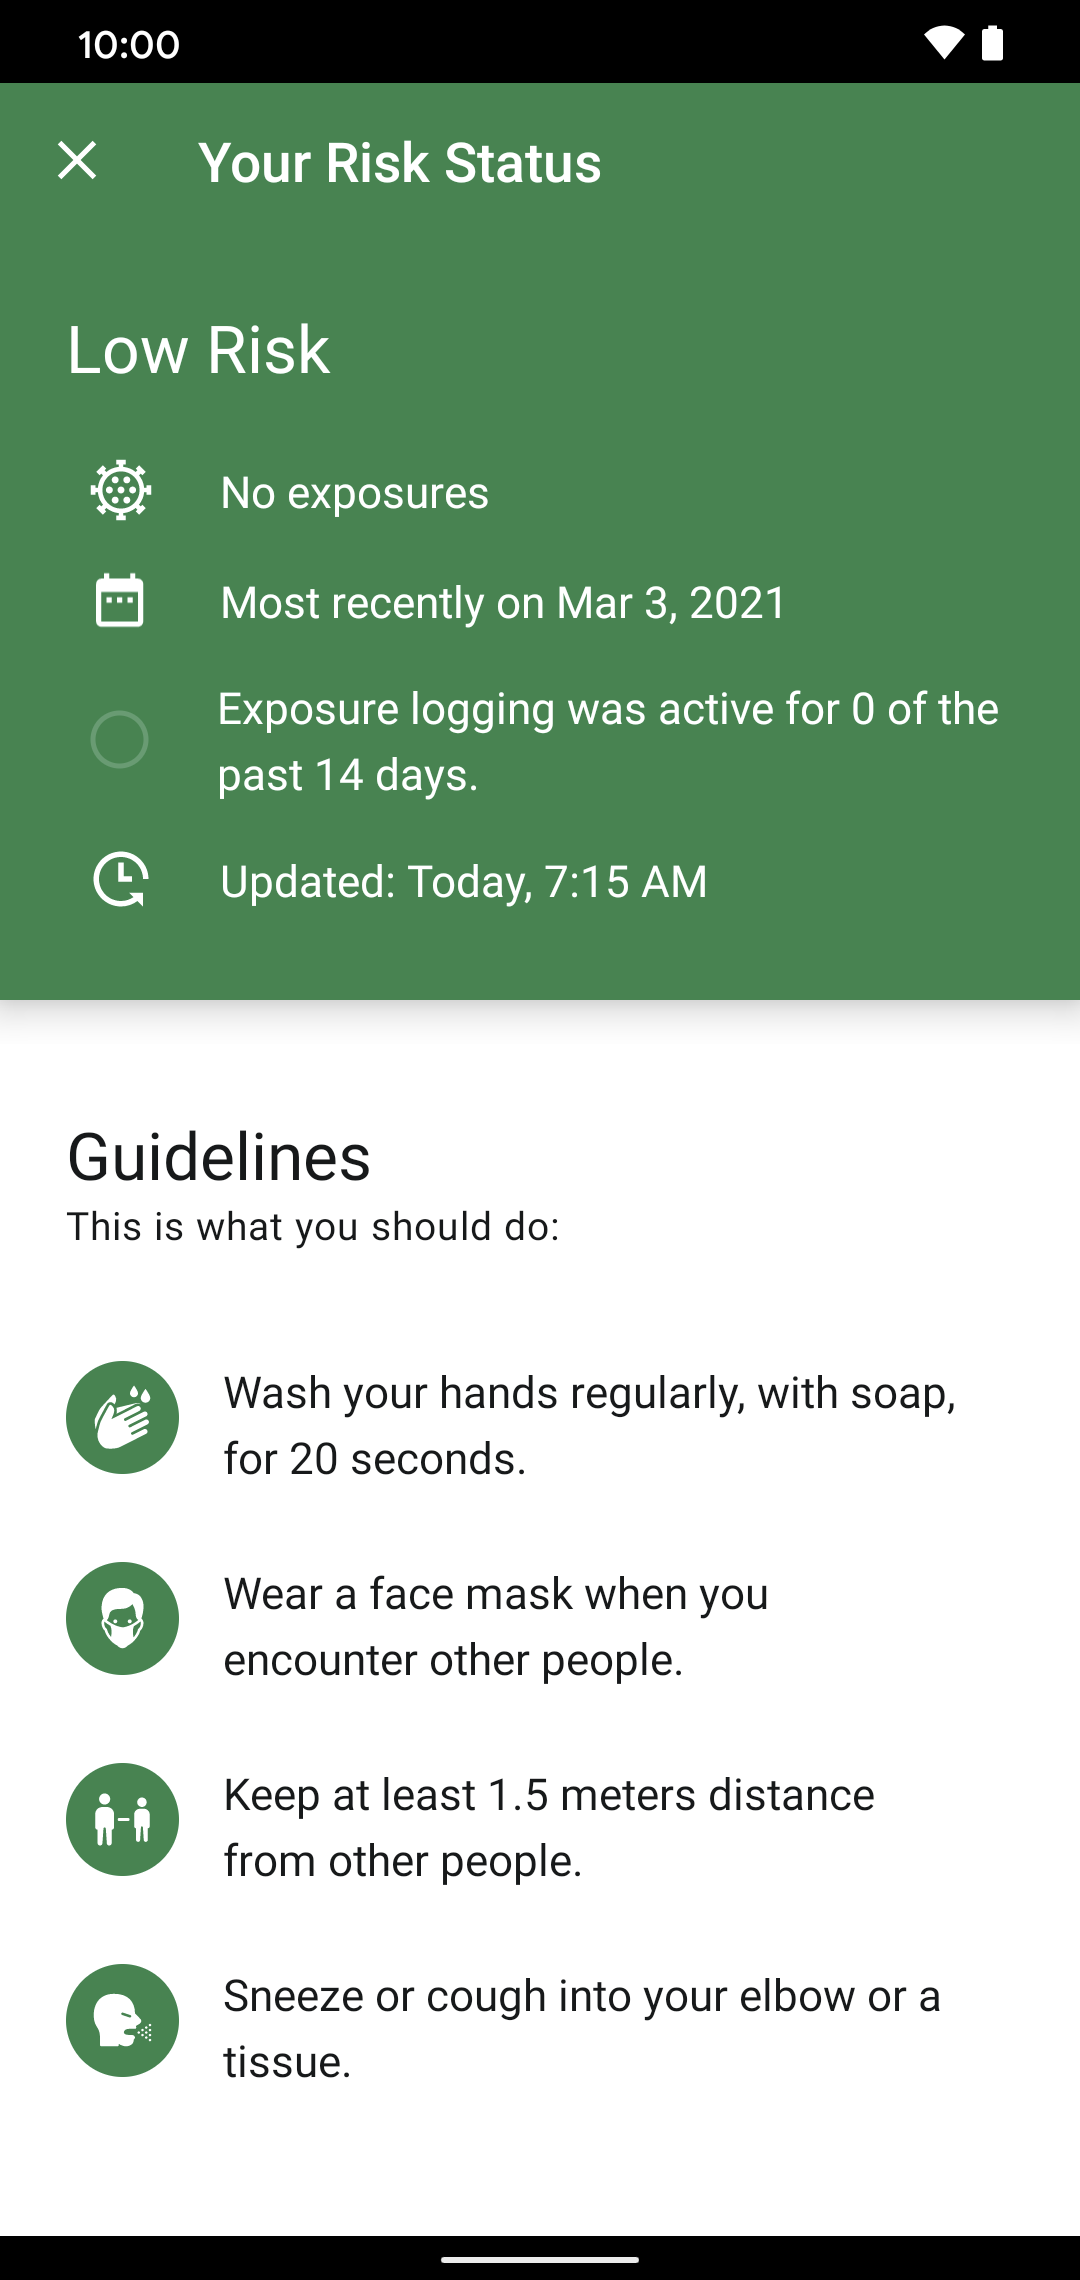 10:00
Your Risk Status
Low Risk
No exposures
Most recently on Mar 3, 2021
Exposure logging was active for 0 of the
past 14 days.
Updated: Today, 7:15 AM
Guidelines
This is what you should do:
Wash your hands regularly, with soap,
for 20 seconds.
Wear a face mask when you
encounter other people.
Keep at least 1.5 meters distance
from other people.
Sneeze or cough into your elbow or a
tissue.